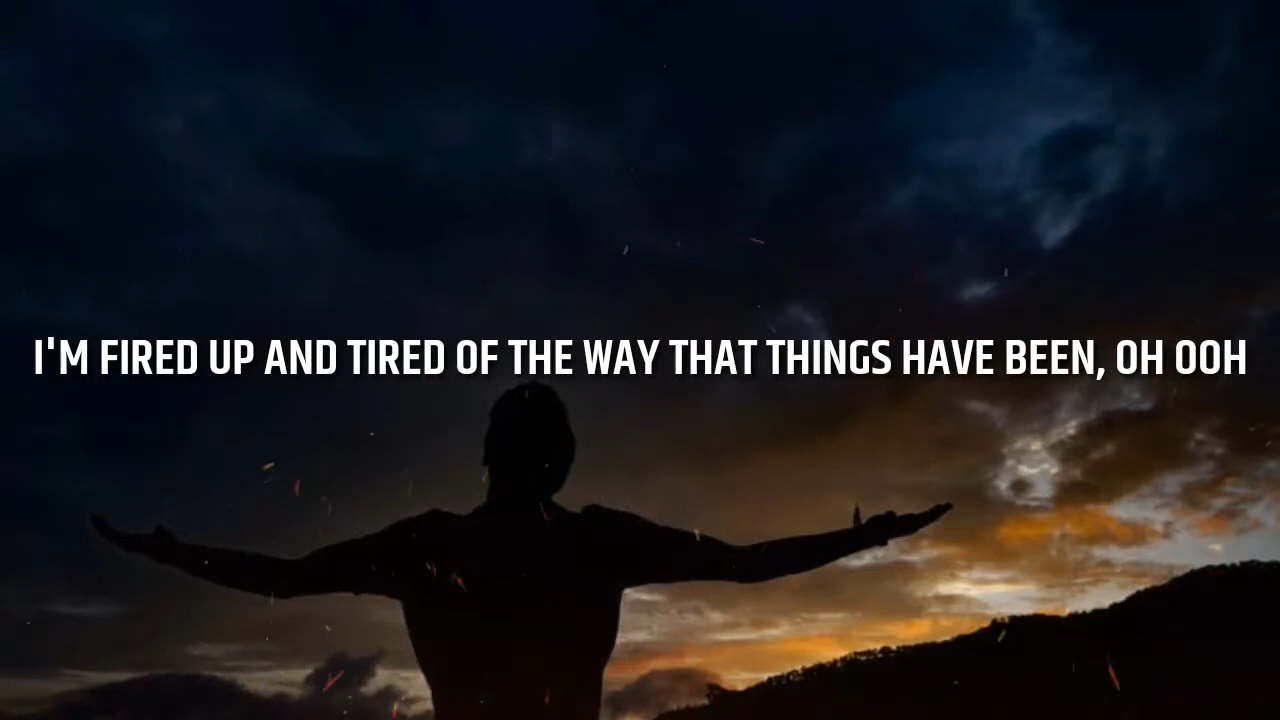 I'M FIRED UP AND TIRED OF THE WAY THAT THINGS HAVE BEEN, OH OOH